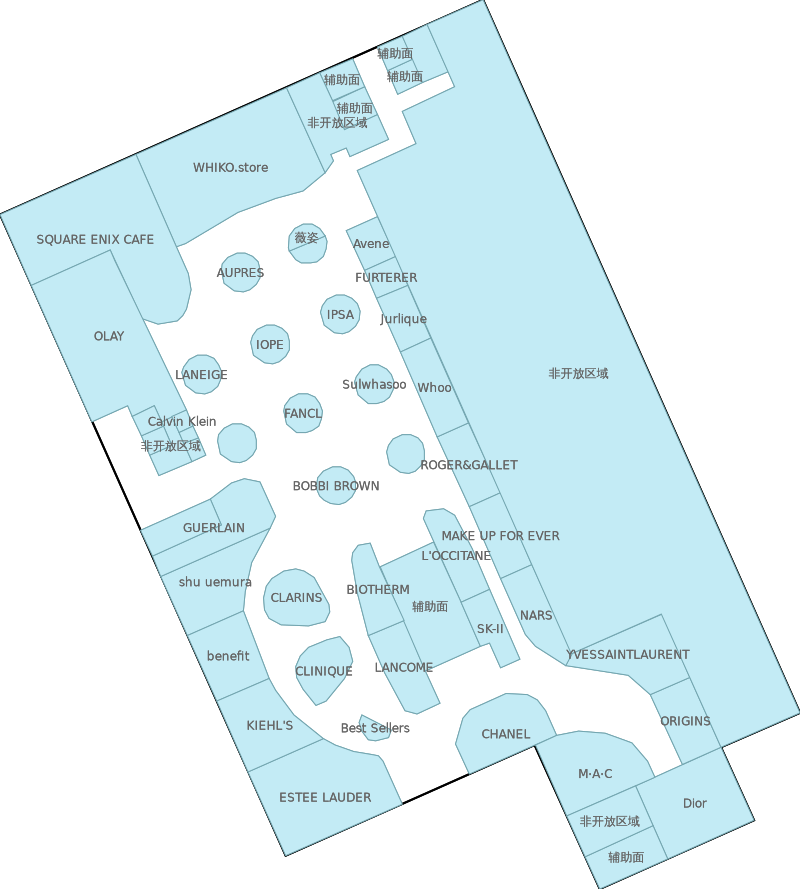 辅助面
辅助面
辅助面
辅助面
非开放区域
WHIKO.store
SQUARE ENIX CAFE
薇姿
Avene
AUPRES
FURTERER
IPSA
Jurlique
OLAY
IOPE
LANEIGE
Sulwhasoo
Whoo
非开放区域
FANCL
Calvin Klein
非开放区域
ROGER&GALLET
BOBBI BROWN
GUERLAIN
MAKE UP FOR EVER
L'OCCITANE
shu uemura
BIOTHERM
CLARINS
辅助面
NARS
SK-II
benefit
YVESSAINTLAURENT
CLINIQUE
LANCOME
KIEHL'S
Best Sellers
ORIGINS
CHANEL
M·A·C
ESTEE LAUDER
Dior
非开放区域
辅助面